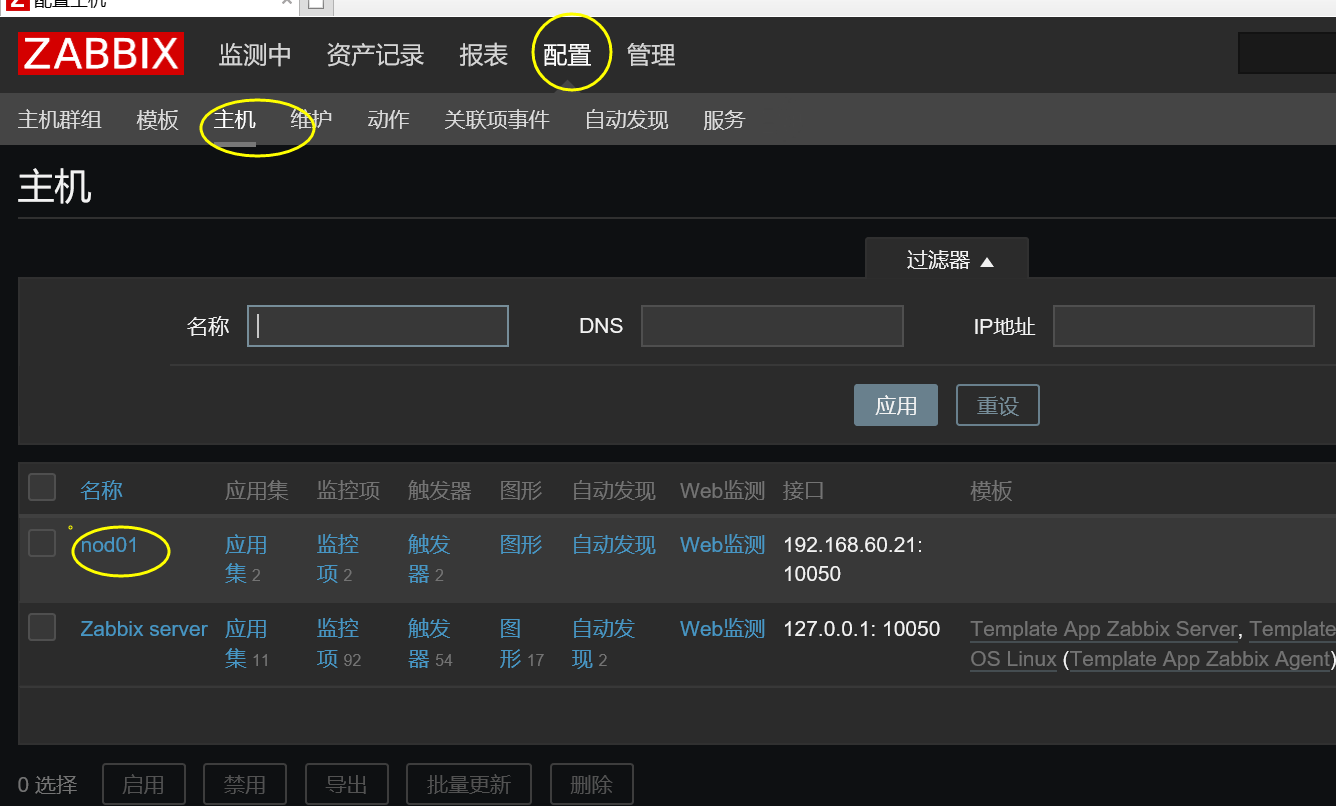 Z 配置主机
ZABBIX 监测中 资产记录 报表 配置 管理
主机群组 模板 主机 维护 动作 关联项事件 自动发现 服务
主机
过滤器 ▲
名称 DNS IP地址
应用 重设
名称 应用集 监控项 触发器 图形 自动发现 Web监测 接口 模板
nod01 应用 监控 触发 图形 自动发现 Web监测 192.168.60.21:
集 2 项 2 器 2 10050
Zabbix server 应用 监控 触发 图 自动发 Web监测 127.0.0.1: 10050 Template App Zabbix Server, Template
集 11 项 92 器 54 形 17 现 2 OS Linux (Template App Zabbix Agent)
0 选择 启用 禁用 导出 批量更新 删除